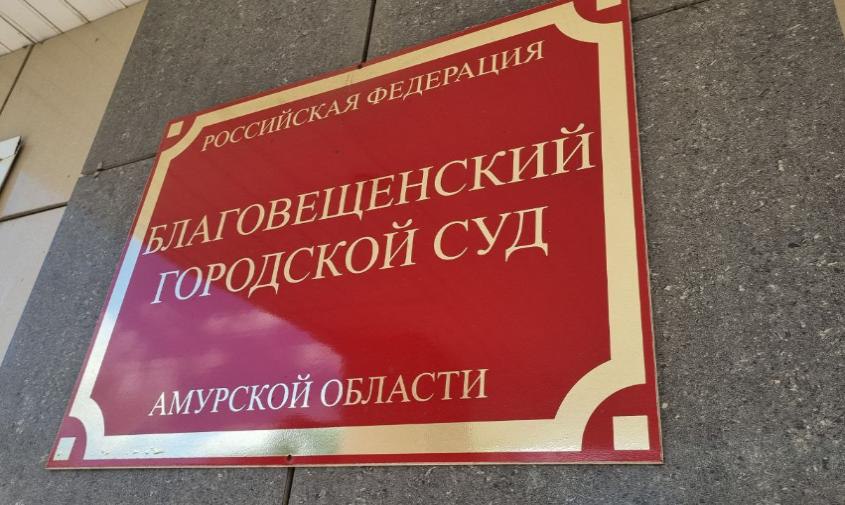 РОССИЙСКАЯ ФЕДЕРАЦИЯ
БЛАГОВЕЩЕНСКИЙ
ГОРОДСКОЙ СУД
АМУРСКОЙ ОБЛАСТИ